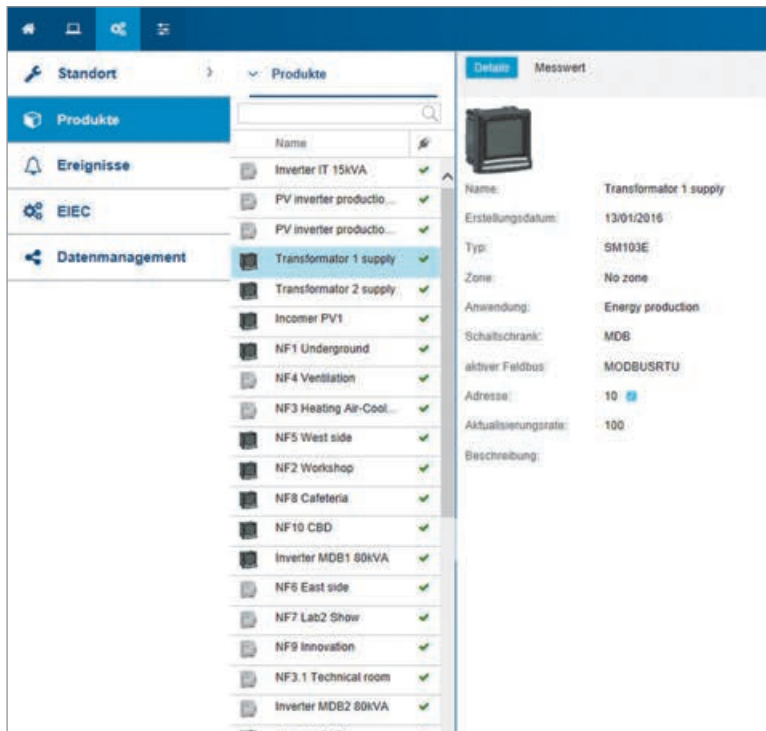 Standort
Produkte
Ereignisse
EIEC
Datenmanagement
Produkte
Name
Inverter IT 15kVA
PV inverter productio...
PV inverter productio...
Transformator 1 supply
Transformator 2 supply
Incomer PV1
NF1 Underground
NF4 Ventilation
NF3 Heating Air-Cool...
NF5 West side
NF2 Workshop
NF8 Cafeteria
NF10 CBD
Inverter MDB1 80kVA
NF6 East side
NF7 Lab2 Show
NF9 Innovation
NF3.1 Technical room
Inverter MDB2 80kVA
Details Messwert
Name: Transformator 1 supply
Erstellungsdatum: 13/01/2016
Typ: SM103E
Zone: No zone
Anwendung: Energy production
Schaltschrank: MDB
aktiver Feldbus: MODBUSRTU
Adresse: 10
Aktualisierungsrate: 100
Beschreibung: